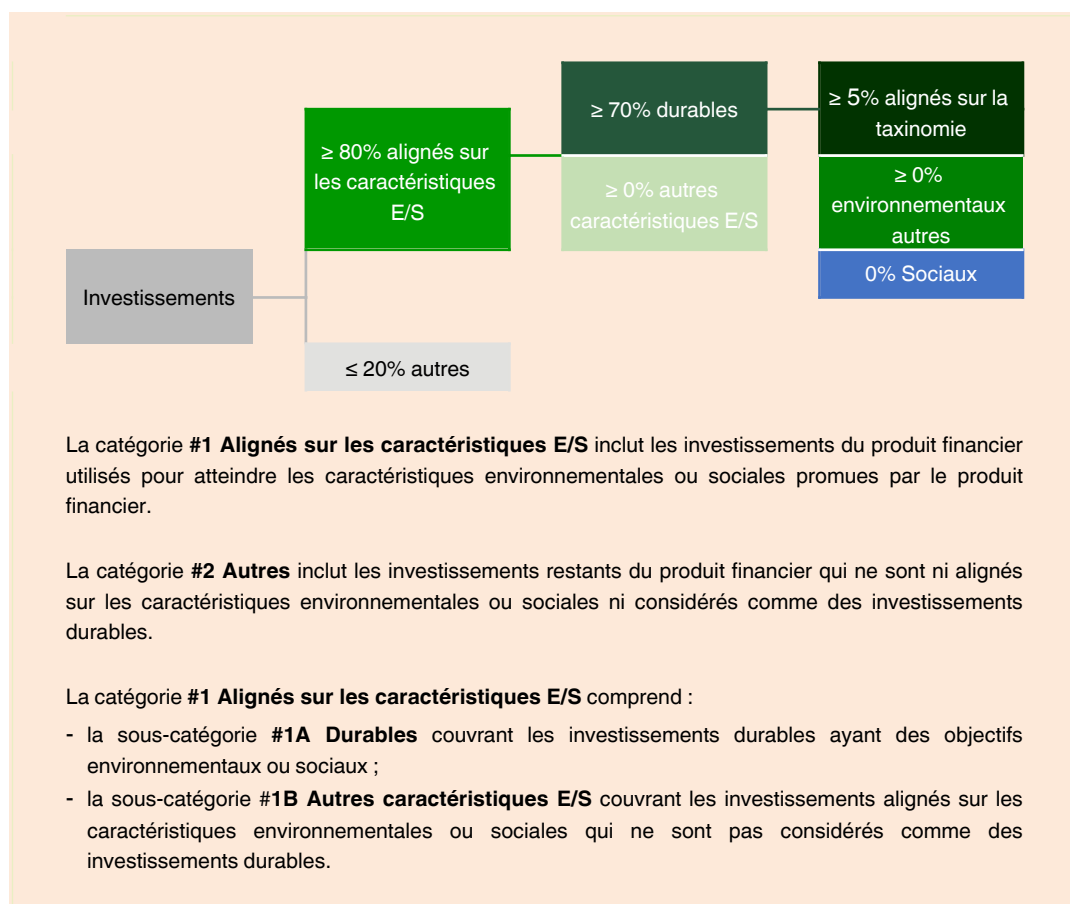 ≥ 70% durables
≥ 5% alignés sur la
taxinomie
≥ 80% alignés sur
les caractéristiques
E/S
≥ 0% autres
caractéristiques E/S
≥ 0%
environnementaux
autres
0% Sociaux
Investissements
≤ 20% autres
La catégorie #1 Alignés sur les caractéristiques E/S inclut les investissements du produit financier
utilisés pour atteindre les caractéristiques environnementales ou sociales promues par le produit
financier.
La catégorie #2 Autres inclut les investissements restants du produit financier qui ne sont ni alignés
sur les caractéristiques environnementales ou sociales ni considérés comme des investissements
durables.
La catégorie #1 Alignés sur les caractéristiques E/S comprend :
- la sous-catégorie #1A Durables couvrant les investissements durables ayant des objectifs
environnementaux ou sociaux ;
- la sous-catégorie #1B Autres caractéristiques E/S couvrant les investissements alignés sur les
caractéristiques environnementales ou sociales qui ne sont pas considérés comme des
investissements durables.